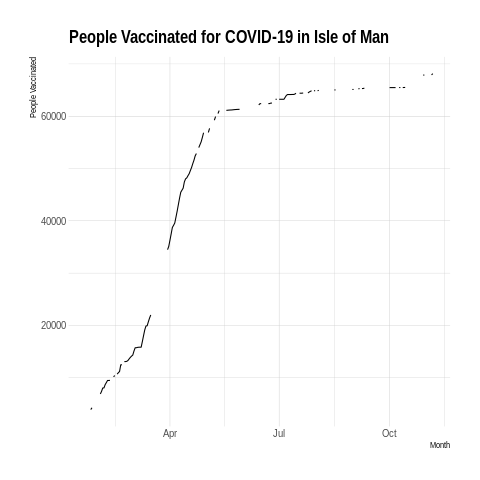 People Vaccinated for COVID-19 in Isle of Man
People Vaccinated
60000
40000
20000
Apr Jul Oct
Month